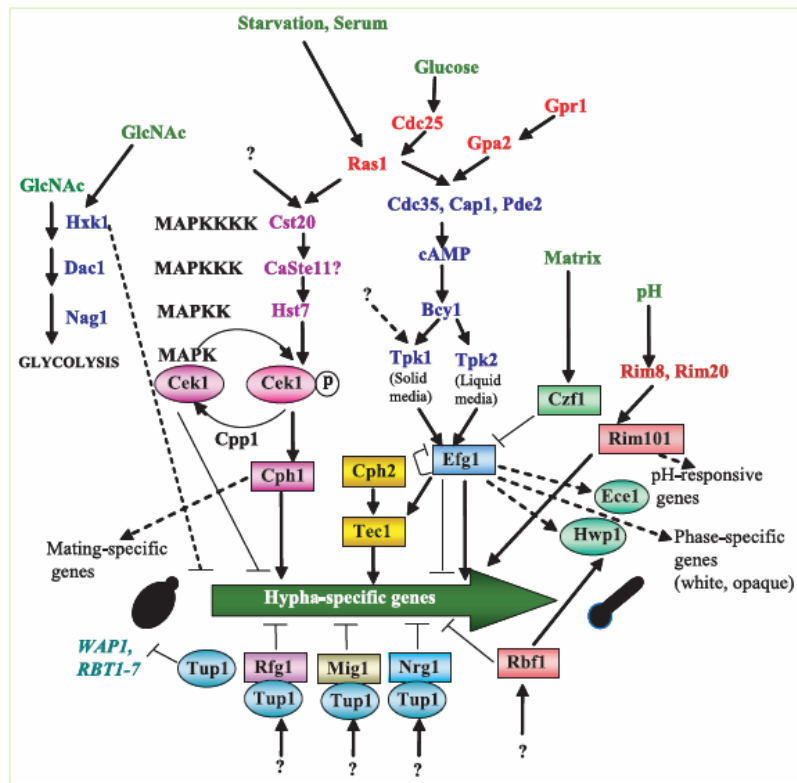 Starvation, Serum
Glucose
Gpr1
Cdc25
GlcNAc
Gpa2
?
Ras1
GlcNAc
Cdc35, Cap1, Pde2
Hxk1
MAPKKKK Cst20
cAMP
Matrix
Dac1
MAPKKK CaSte11?
pH
?
Bcy1
Nag1
MAPKK Hst7
Tpk1
Tpk2
GLYCOLYSIS
MAPK
(Solid
media)
(Liquid
media)
Rim8, Rim20
Cek1
Cek1
P
Czf1
Cpp1
Rim101
Efg1
Cph1
Cph2
pH-responsive
genes
Ece1
Tec1
Hwp1
Mating-specific
genes
Phase-specific
genes
(white, opaque)
Hypha-specific genes
WAP1,
RBT1-7
Tup1
Rfg1
Mig1
Nrg1
Rbf1
Tup1
Tup1
Tup1
?
?
?
?